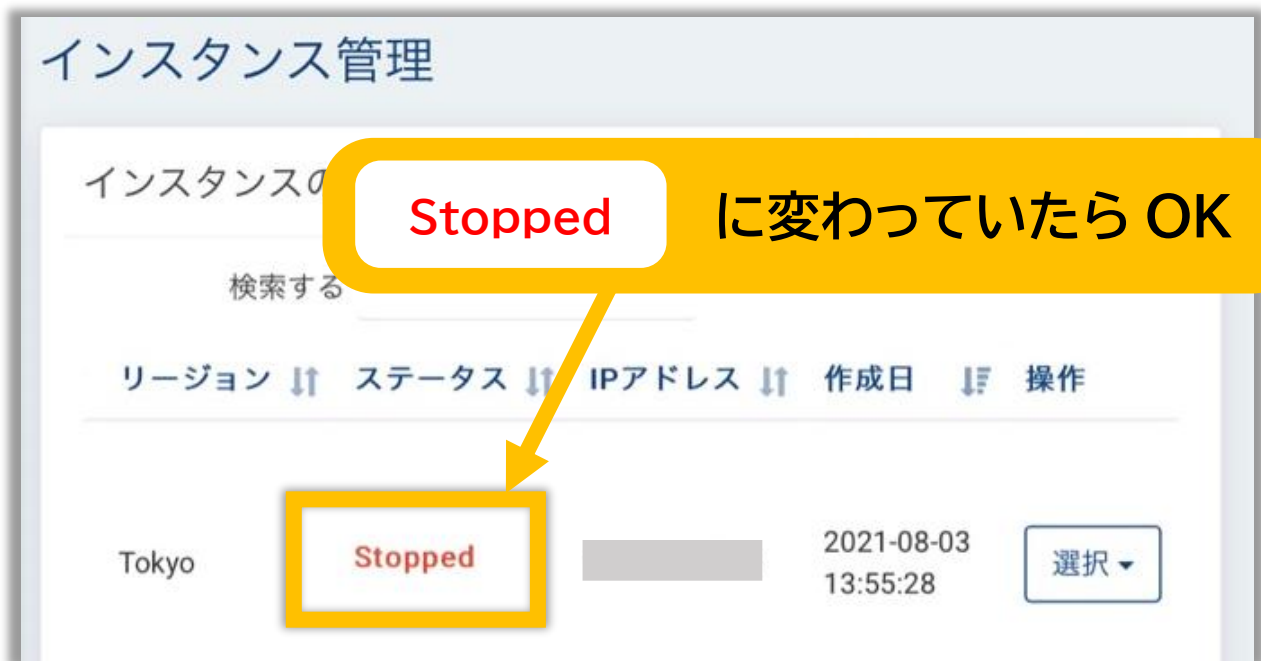 インスタンス管理
インスタンスの
Stopped に変わっていたら OK
検索する
リージョン ステータス IPアドレス 作成日 操作
Tokyo Stopped 2021-08-03 13:55:28 選択